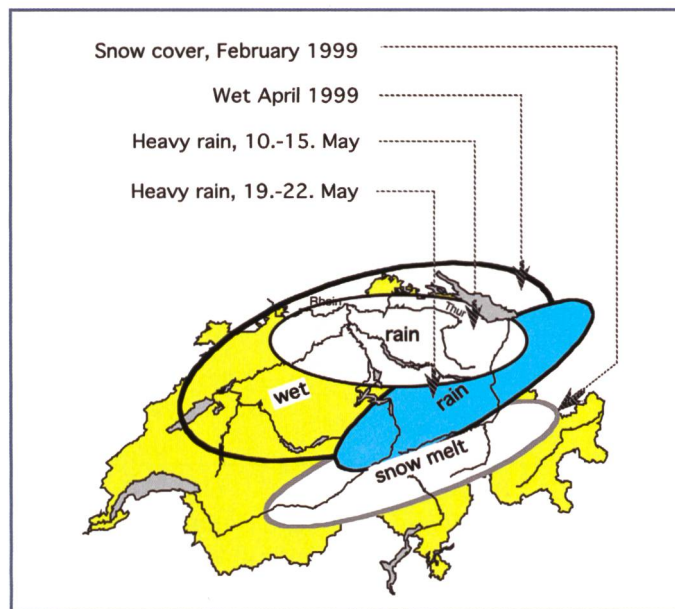 Snow cover, February 1999
Wet April 1999
Heavy rain, 10.-15. May
Heavy rain, 19.-22. May
Rhein
Thur
rain
wet
rain
snow melt